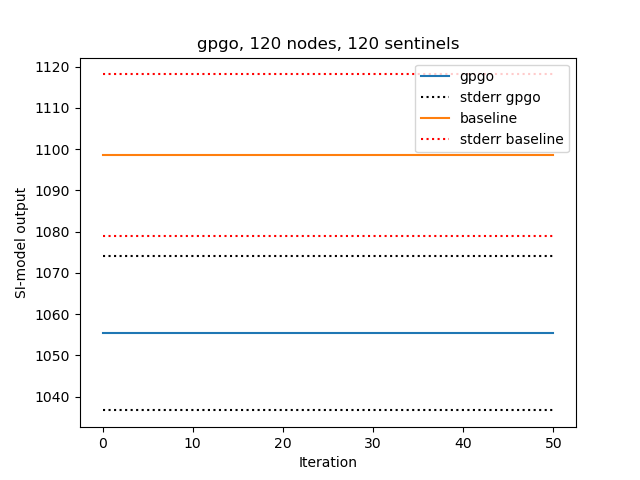 gpgo, 120 nodes, 120 sentinels
1120
1110
1100
1090
1080
1070
1060
1050
1040
SI-model output
gpgo
stderr gpgo
baseline
stderr baseline
0 10 20 30 40 50
Iteration